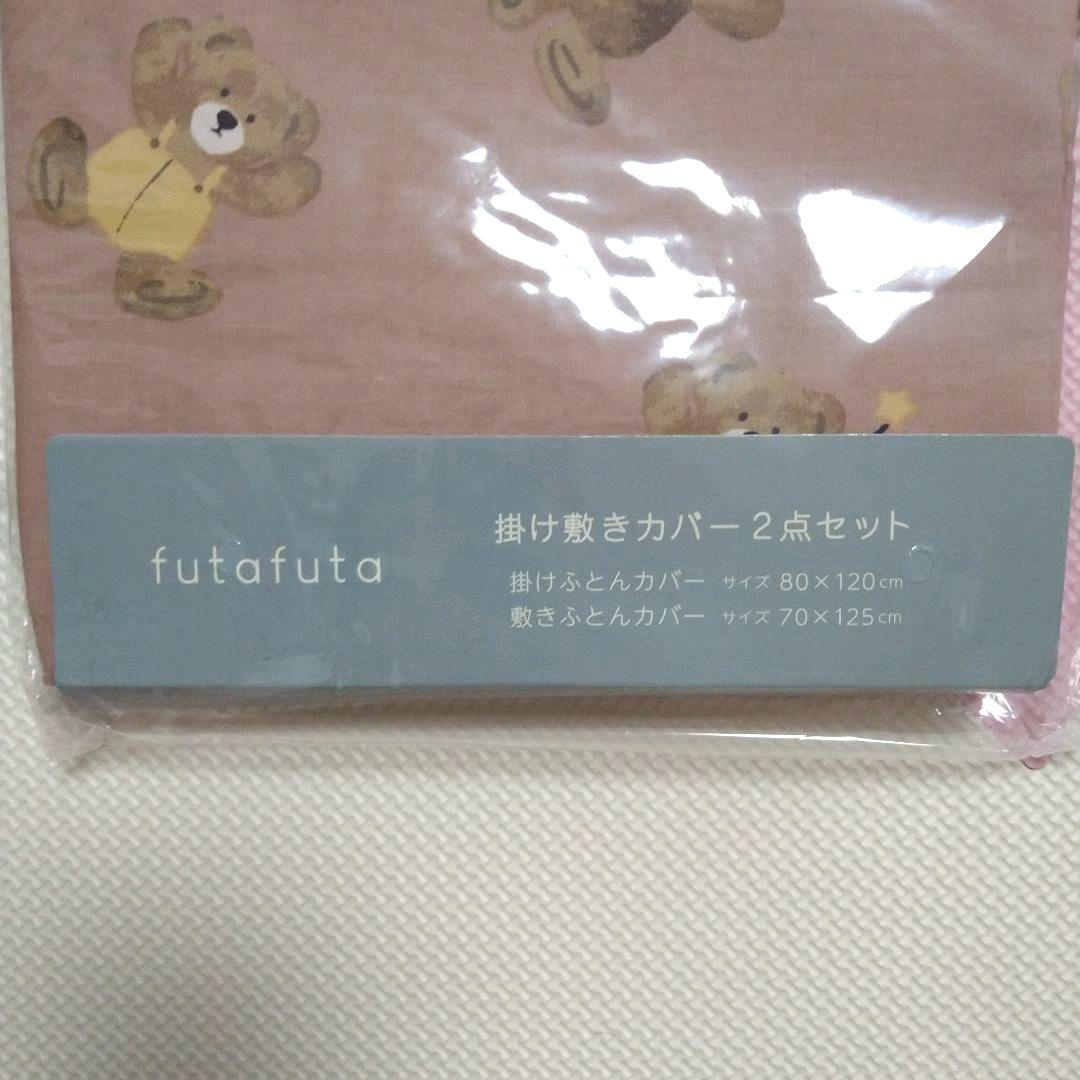 futafuta
掛け敷きカバー2点セット
掛けふとんカバー サイズ 80×120cm
敷きふとんカバー サイズ 70×125cm